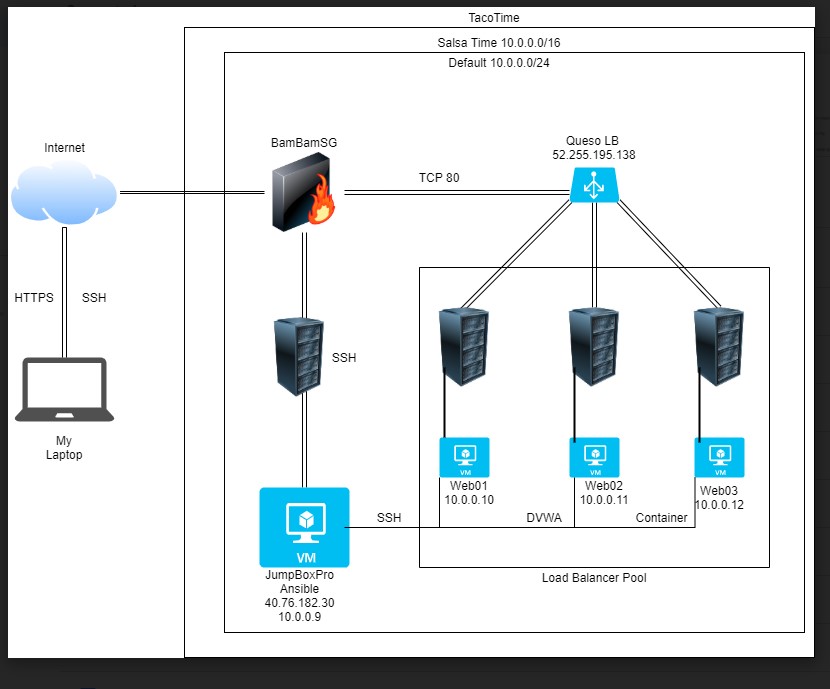 TacoTime
Salsa Time 10.0.0.0/16
Default 10.0.0.0/24
Internet
BamBamSG
Queso LB
52.255.195.138
TCP 80
HTTPS
SSH
SSH
My
Laptop
VM
VM
VM
Web01
10.0.0.10
Web02
10.0.0.11
Web03
10.0.0.12
SSH
DVWA
Container
VM
JumpBoxPro
Ansible
40.76.182.30
10.0.0.9
Load Balancer Pool